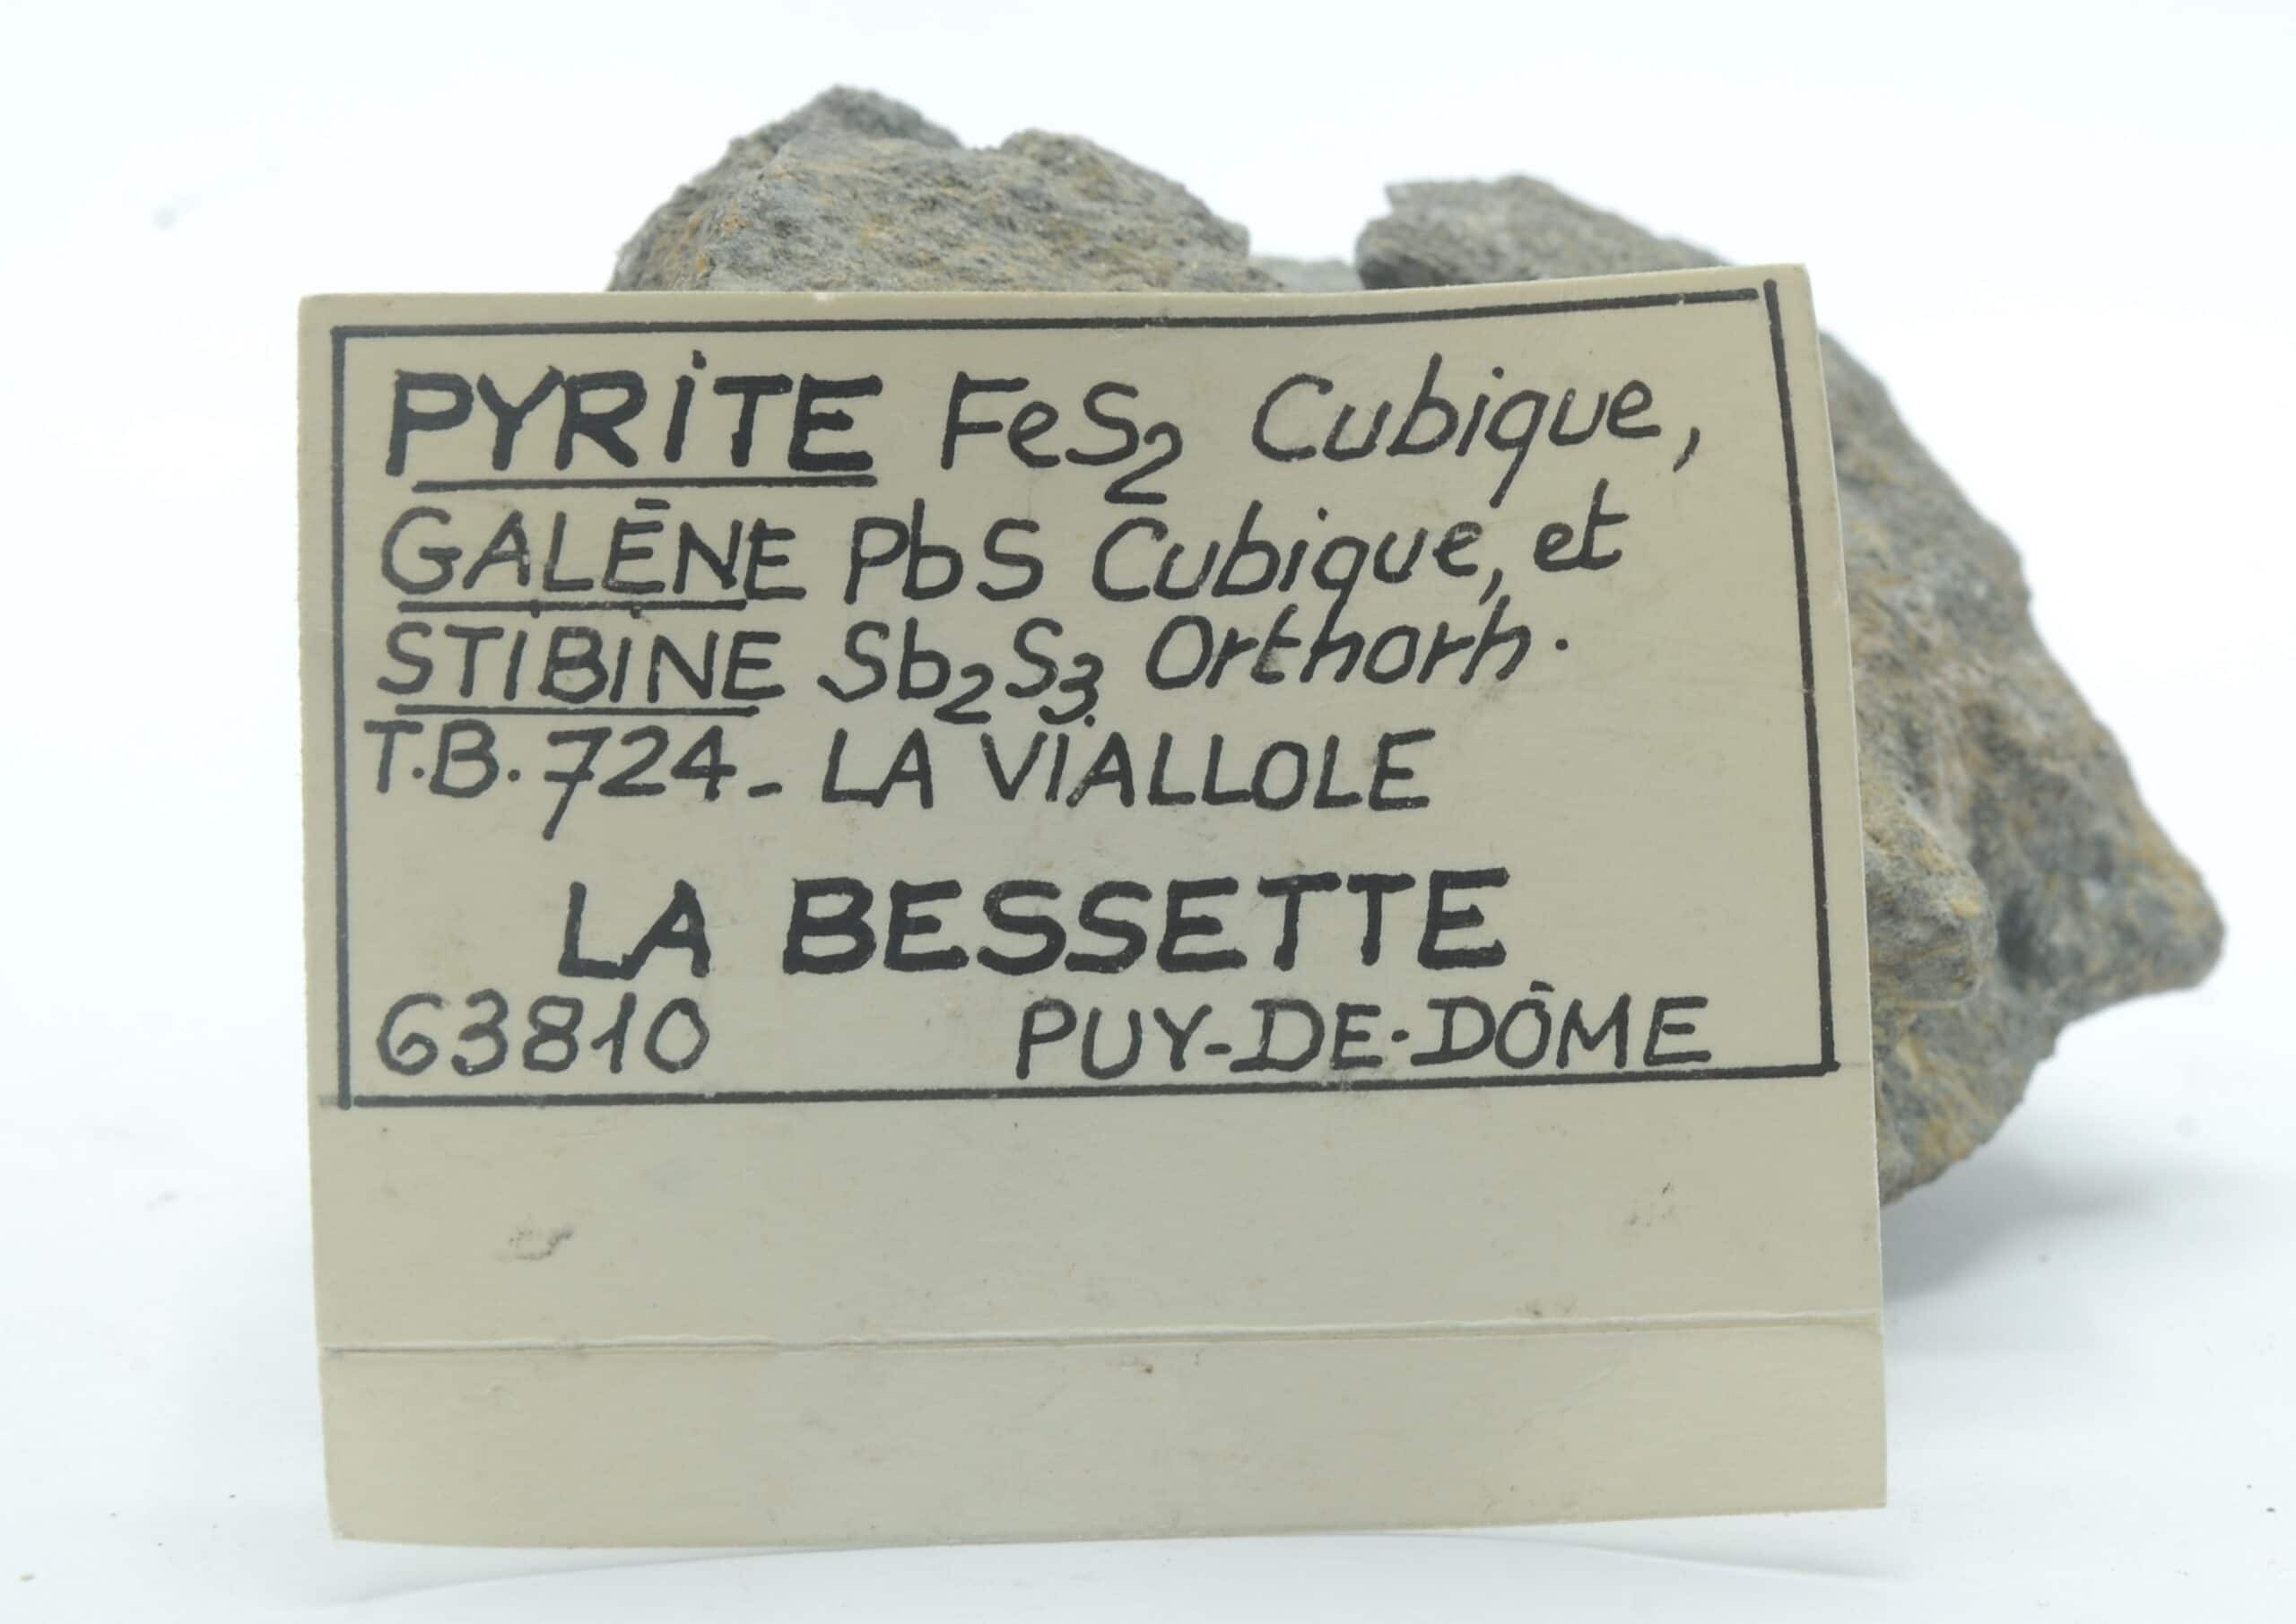 PYRITE FeS2 Cubique,
GALÈNE PbS Cubique, et
STIBINE Sb2S3 Orthorh.
T.B. 724 - LA VIALLOLE
LA BESSETTE
63810 PUY-DE-DÔME